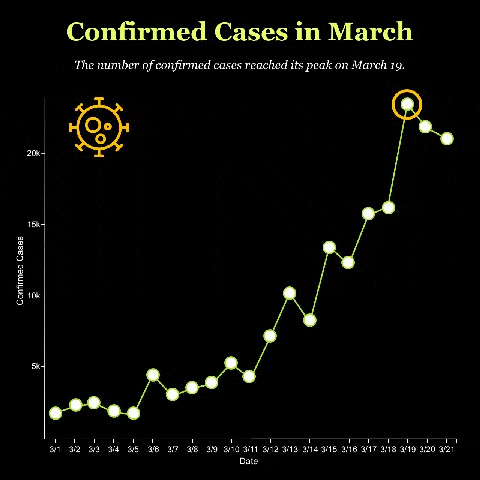 Confirmed Cases in March
The number of confirmed cases reached its peak on March 19.
20k
15k
10k
5k
Confirmed Cases
3/1 3/2 3/3 3/4 3/5 3/6 3/7 3/8 3/9 3/10 3/11 3/12 3/13 3/14 3/15 3/16 3/17 3/18 3/19 3/20 3/21
Date